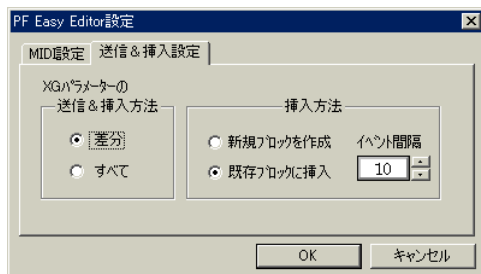 PF Easy Editor設定
MIDI設定 送信&挿入設定
XGパラメーターの
送信&挿入方法
差分
すべて
挿入方法
新規ブロックを作成
既存ブロックに挿入
イベント間隔
10
OK キャンセル